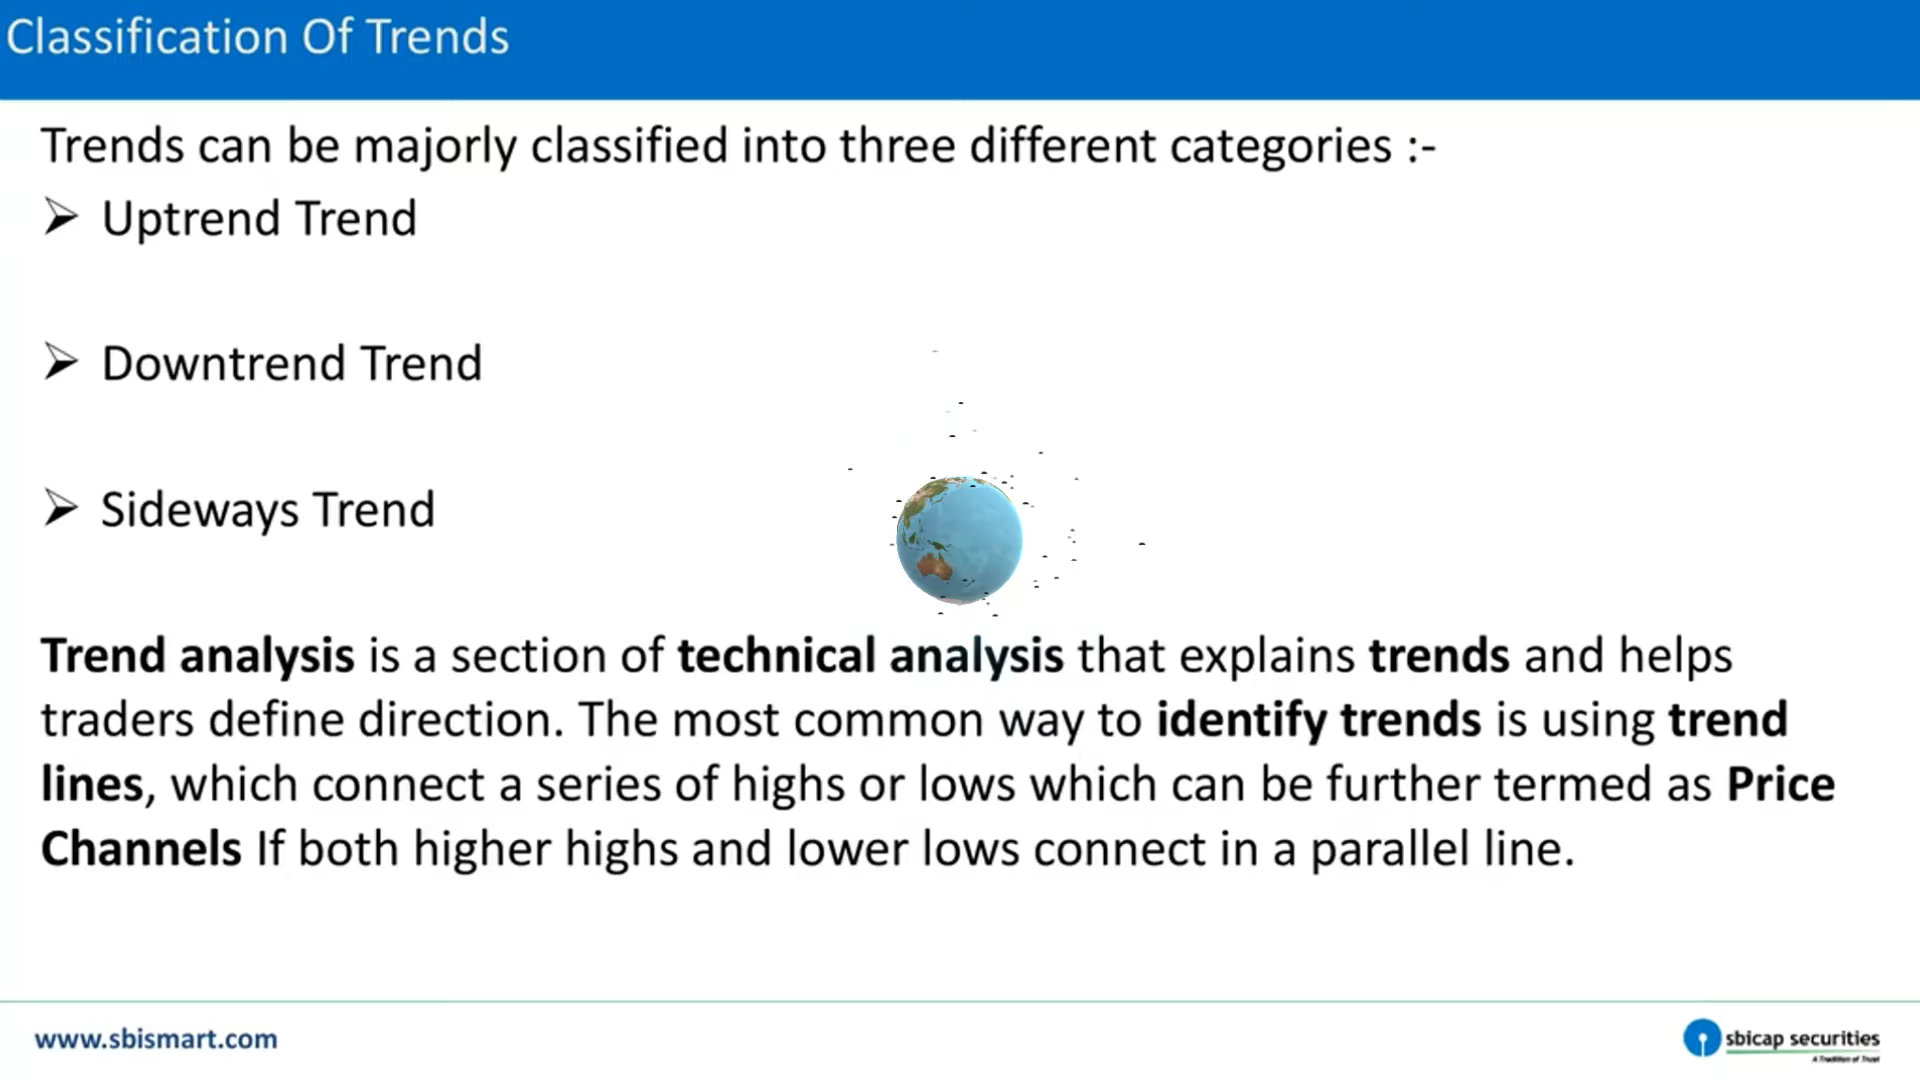 Classification Of Trends
Trends can be majorly classified into three different categories :-
Uptrend Trend
Downtrend Trend
Sideways Trend
Trend analysis is a section of technical analysis that explains trends and helps
traders define direction. The most common way to identify trends is using trend
lines, which connect a series of highs or lows which can be further termed as Price
Channels If both higher highs and lower lows connect in a parallel line.
www.sbismart.com
sbicap securities
A Tradition of Trust